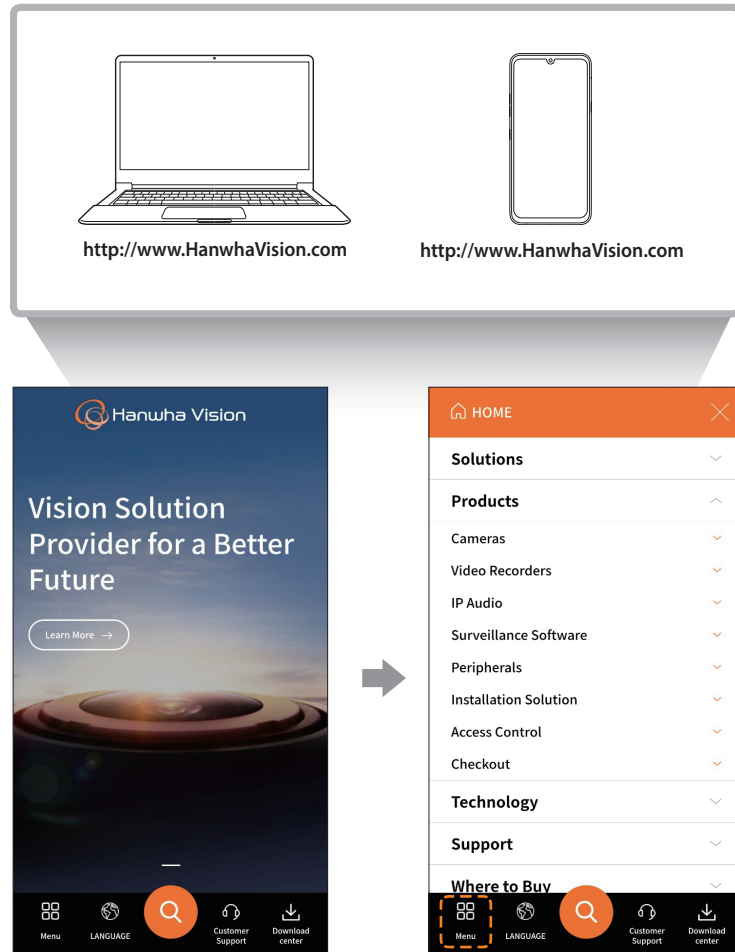 http://www.HanwhaVision.com
http://www.HanwhaVision.com
Hanwha Vision
Vision Solution
Provider for a Better
Future
Learn More →
Menu
LANGUAGE
Customer
Support
Download
center
HOME
Solutions
Products
Cameras
Video Recorders
IP Audio
Surveillance Software
Peripherals
Installation Solution
Access Control
Checkout
Technology
Support
Where to Buy
Menu
LANGUAGE
Customer
Support
Download
center